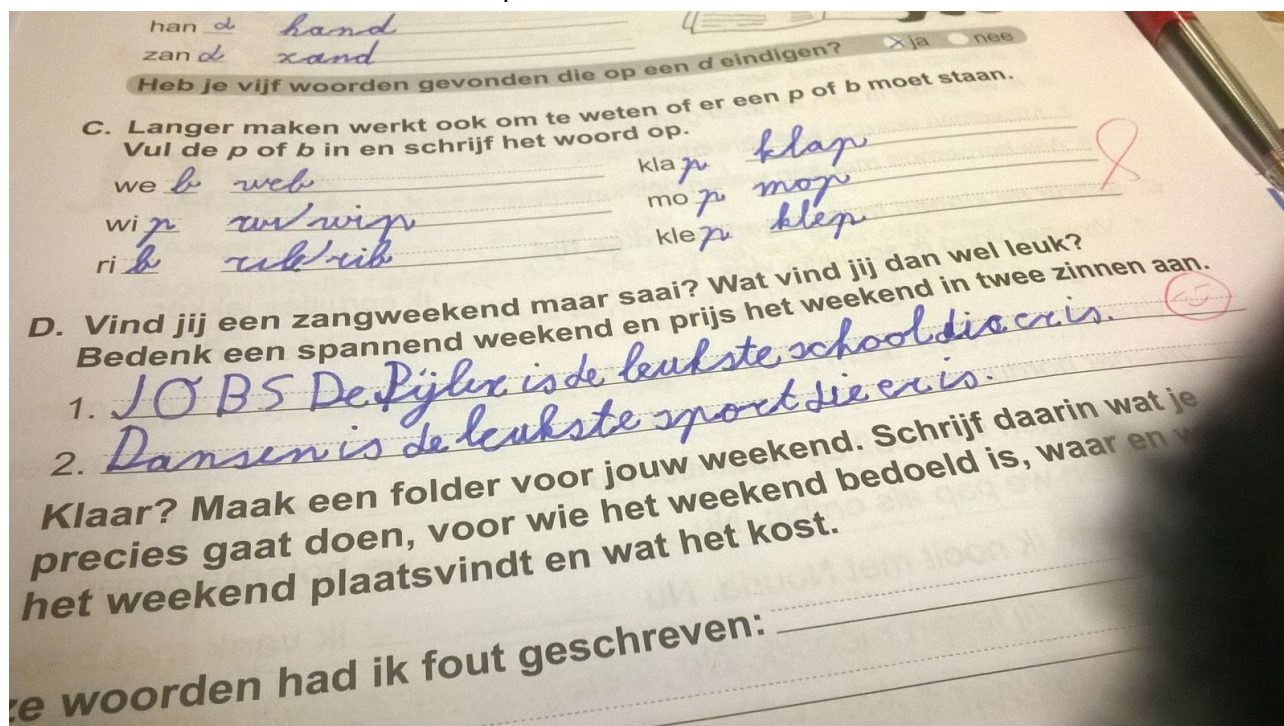 han d hand
zan d zand
Heb je vijf woorden gevonden die op een d eindigen? x ja nee
C. Langer maken werkt ook om te weten of er een p of b moet staan.
Vul de p of b in en schrijf het woord op.
we b web
wi p wip
ri b rib
kla p klap
mo p mop
kle p klep
8
D. Vind jij een zangweekend maar saai? Wat vind jij dan wel leuk?
Bedenk een spannend weekend en prijs het weekend in twee zinnen aan.
1. OBS De Pijler is de leukste school die er is.
2. Dansen is de leukste sport die er is.
Klaar? Maak een folder voor jouw weekend. Schrijf daarin wat je
precies gaat doen, voor wie het weekend bedoeld is, waar en
het weekend plaatsvindt en wat het kost.
ze woorden had ik fout geschreven: